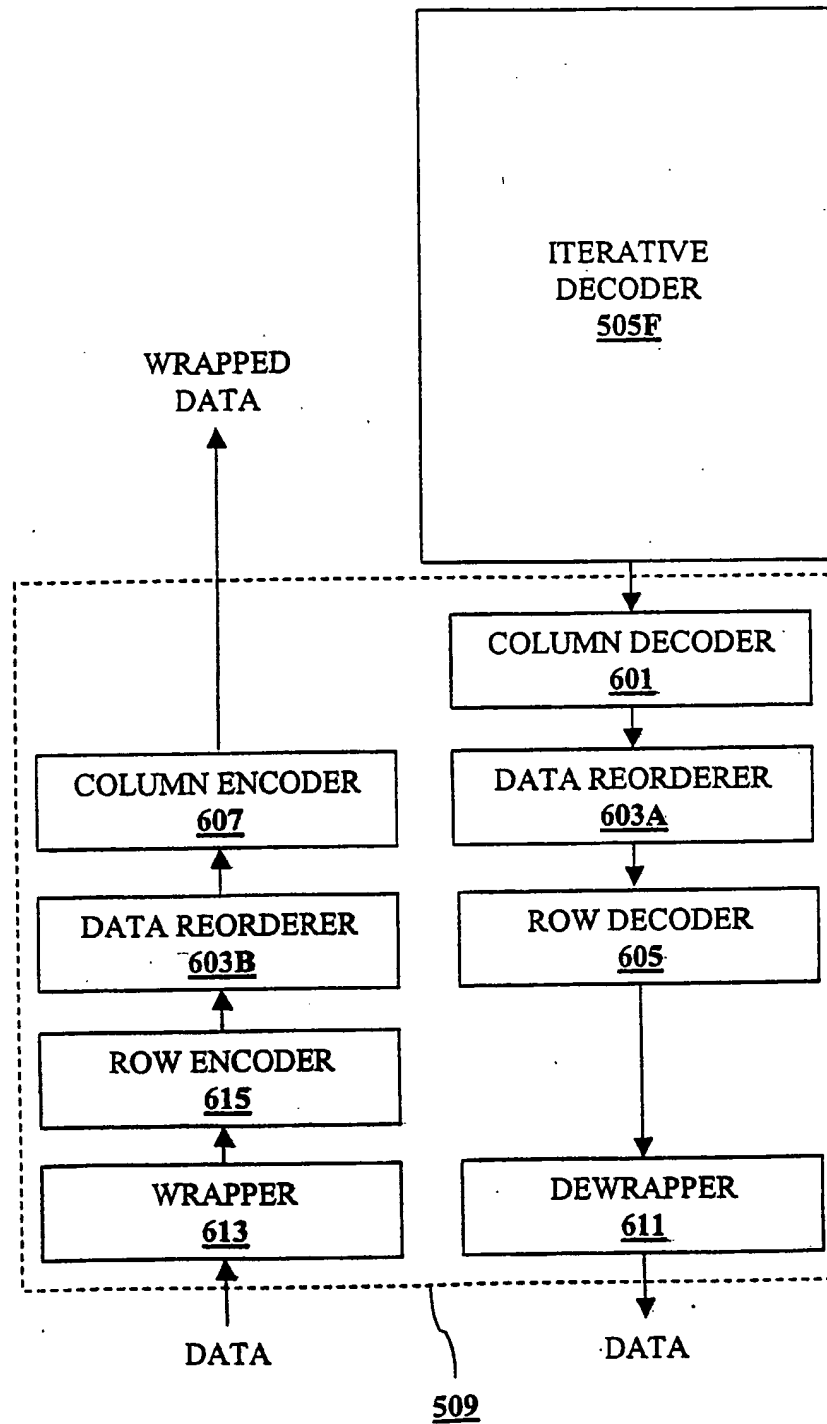 ITERATIVE
DECODER
505F
WRAPPED
DATA
COLUMN DECODER
601
COLUMN ENCODER
607
DATA REORDERER
603A
DATA REORDERER
603B
ROW DECODER
605
ROW ENCODER
615
WRAPPER
613
DEWRAPPER
611
DATA
DATA
509